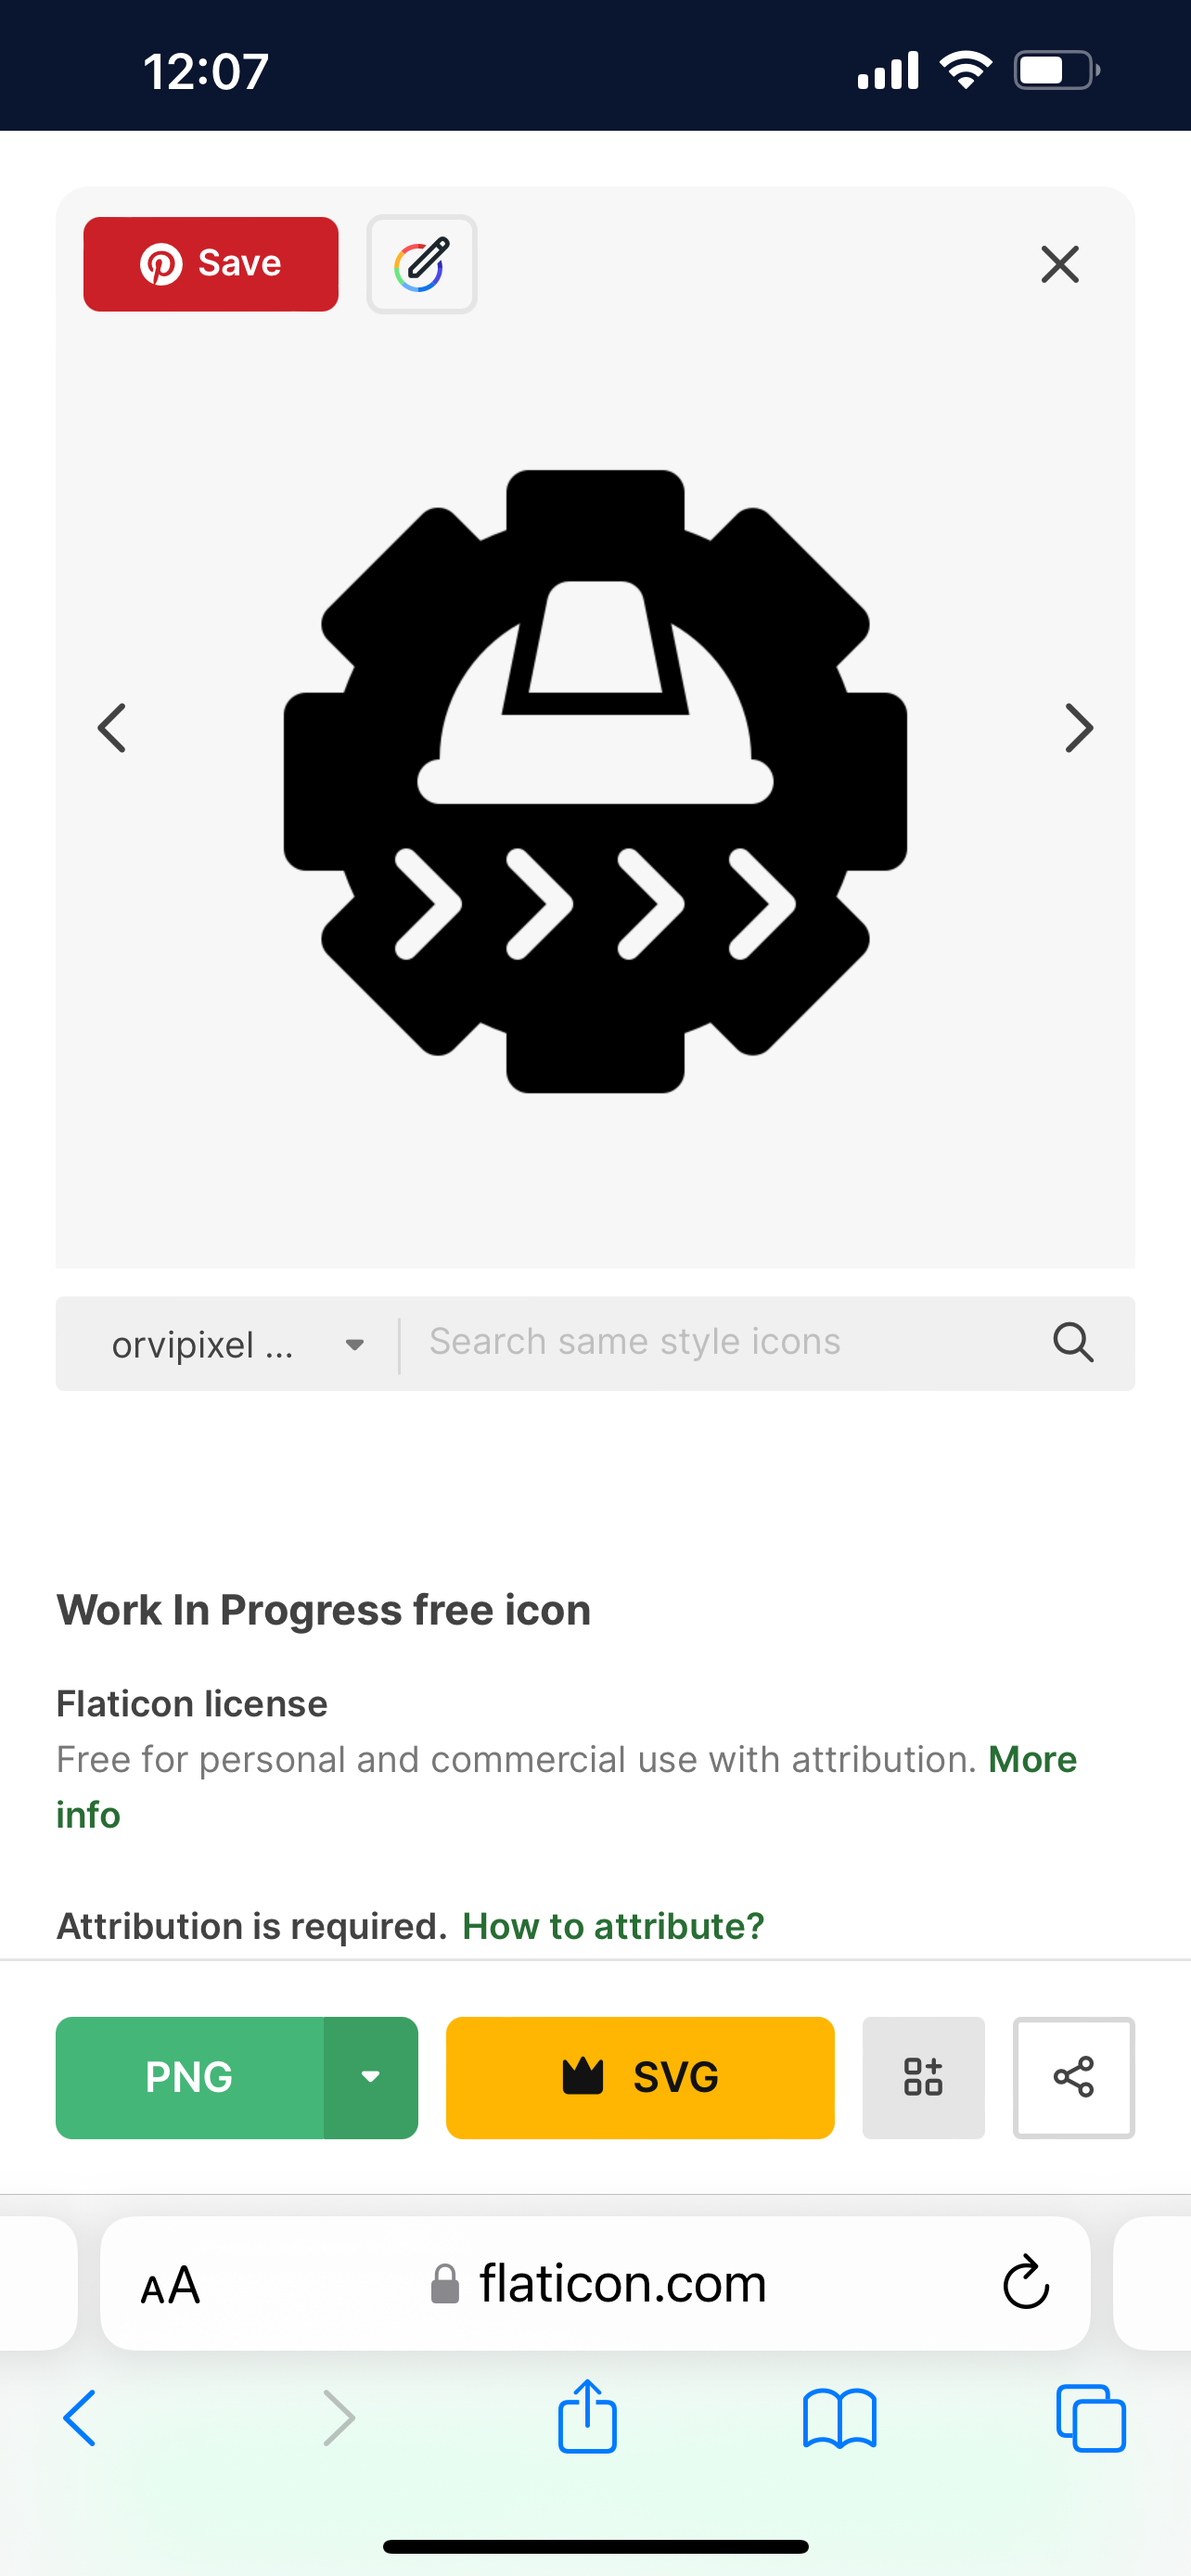 12:07
Save
orvipixel ...
Search same style icons
Work In Progress free icon
Flaticon license
Free for personal and commercial use with attribution. More
info
Attribution is required. How to attribute?
PNG
SVG
AA
flaticon.com